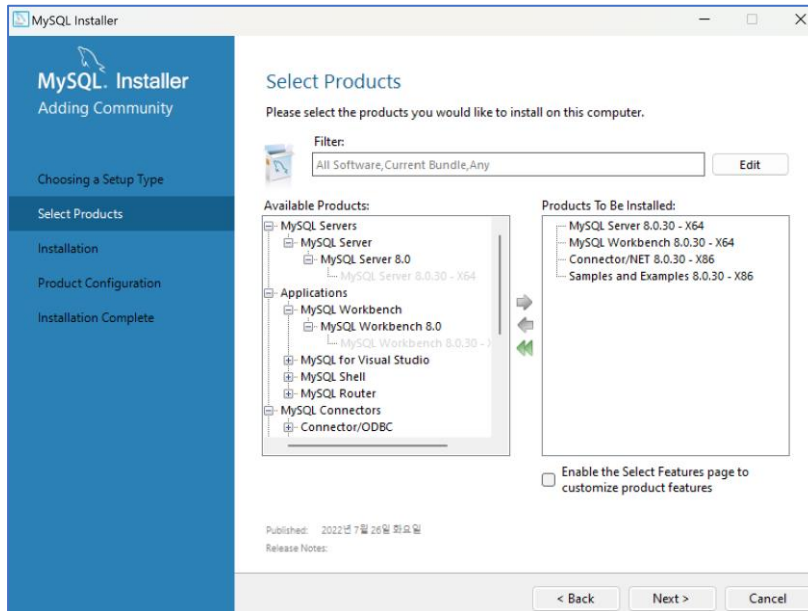 MySQL Installer
MySQL. Installer
Adding Community
Choosing a Setup Type
Select Products
Installation
Product Configuration
Installation Complete
Select Products
Please select the products you would like to install on this computer.
Filter:
All Software,Current Bundle,Any
Edit
Available Products:
MySQL Servers
MySQL Server
MySQL Server 8.0
MySQL Server 8.0.30 - X64
Applications
MySQL Workbench
MySQL Workbench 8.0
MySQL Workbench 8.0.30 -
MySQL for Visual Studio
MySQL Shell
MySQL Router
MySQL Connectors
Connector/ODBC
Products To Be Installed:
MySQL Server 8.0.30 - X64
MySQL Workbench 8.0.30 - X64
Connector/NET 8.0.30 - X86
Samples and Examples 8.0.30 - X86
Enable the Select Features page to
customize product features
Published: 2022년 7월 26일 화요일
Release Notes:
< Back
Next >
Cancel